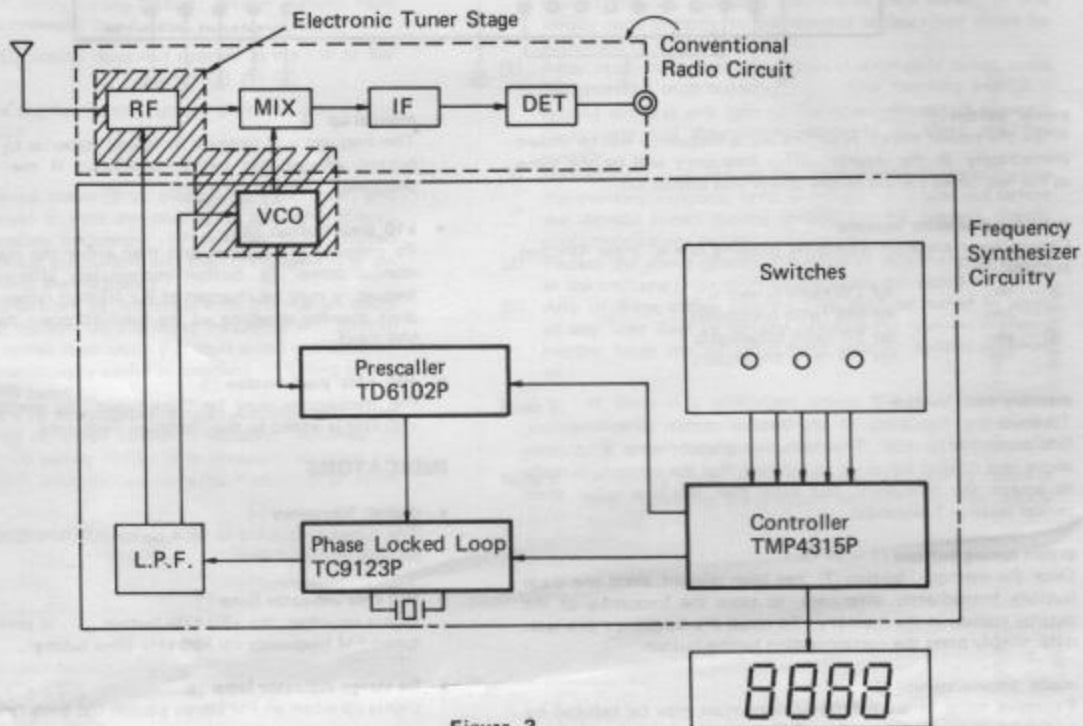 Electronic Tuner Stage
Conventional
Radio Circuit
RF
MIX
IF
DET
VCO
Frequency
Synthesizer
Circuitry
Switches
Prescaller
TD6102P
Controller
TMP4315P
Phase Locked Loop
TC9123P
L.P.F.
8888
Figure 3